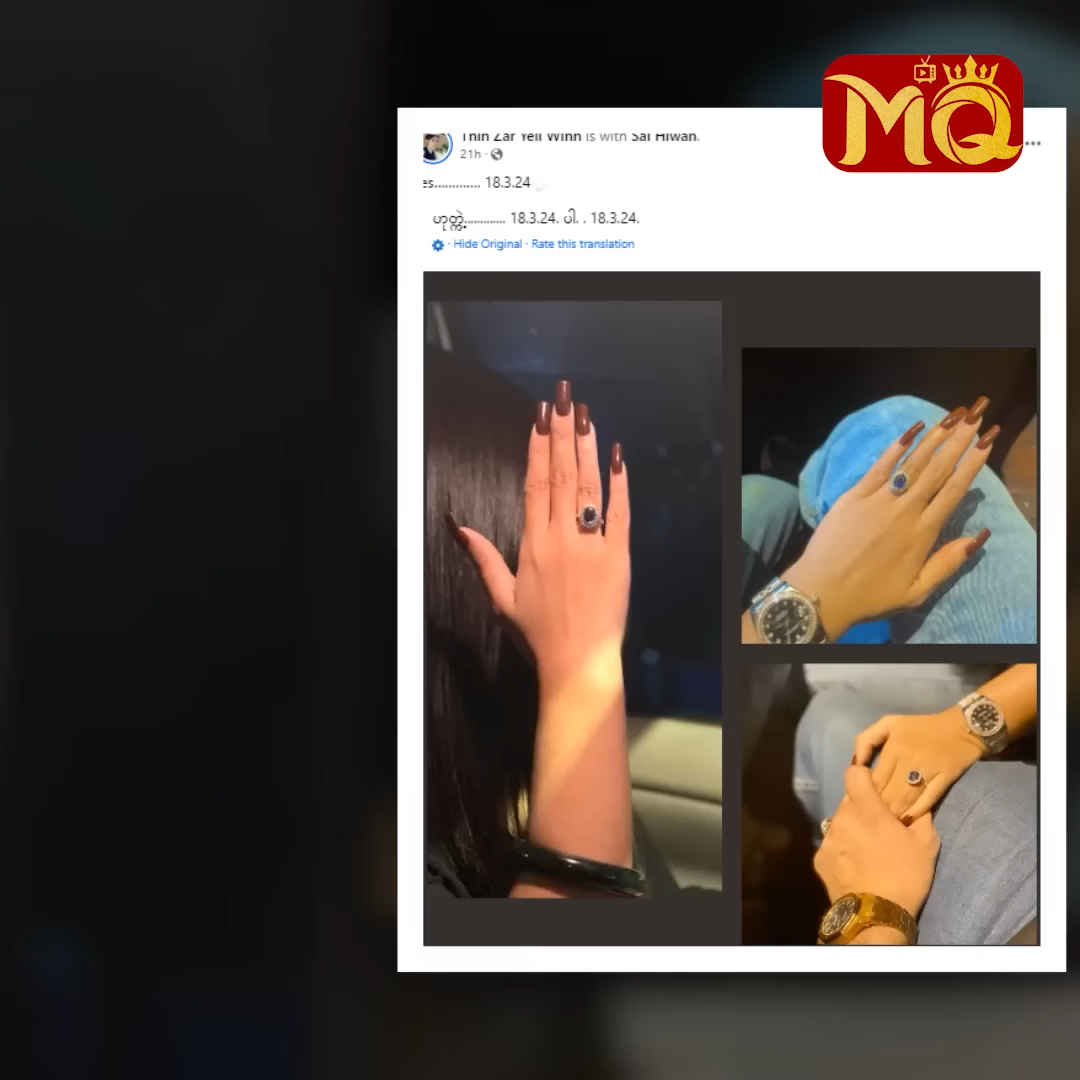 MQ
Thin Zar Yell Winn is with Sai Hlwan.
21h
es............. 18.3.24
ဟုတ်တဲ့............ 18.3.24. ပါ. . 18.3.24.
· Hide Original · Rate this translation